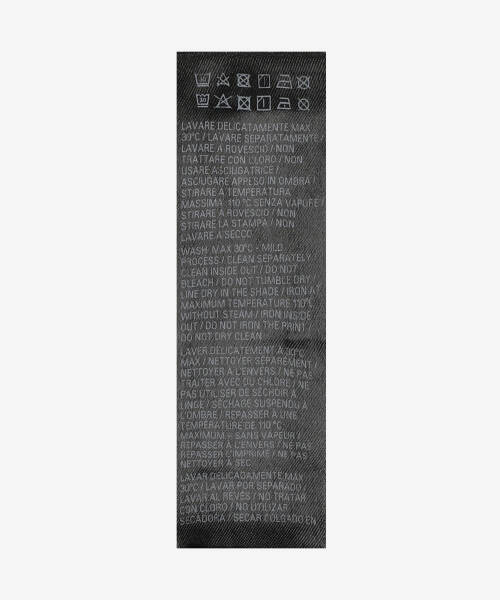 LAVARE DELICATAMENTE MAX
30°C / LAVARE SEPARATAMENTE /
LAVARE A ROVESCIO / NON
TRATTARE CON CLORO / NON
USARE ASCIUGATRICE /
ASCIUGARE APPESO IN OMBRA /
STIRARE A TEMPERATURA
MASSIMA 110 °C SENZA VAPORE /
STIRARE A ROVESCIO / NON
STIRARE LA STAMPA / NON
LAVARE A SECCO
WASH MAX 30°C - MILD
PROCESS / CLEAN SEPARATELY /
CLEAN INSIDE OUT / DO NOT
BLEACH / DO NOT TUMBLE DRY /
LINE DRY IN THE SHADE / IRON AT
MAXIMUM TEMPERATURE 110°C
WITHOUT STEAM / IRON INSIDE
OUT / DO NOT IRON THE PRINT /
DO NOT DRY CLEAN
LAVER DÉLICATEMENT À 30°C
MAX / NETTOYER SÉPARÉMENT /
NETTOYER À L'ENVERS / NE PAS
TRAITER AVEC DU CHLORE / NE
PAS UTILISER DE SÉCHOIR À
LINGE / SÉCHAGE SUSPENDU À
L'OMBRE / REPASSER À UNE
TEMPÉRATURE DE 110 °C
MAXIMUM - SANS VAPEUR /
REPASSER À L'ENVERS / NE PAS
REPASSER L'IMPRIMÉ / NE PAS
NETTOYER À SEC
LAVAR DELICADAMENTE MAX
30°C / LAVAR POR SEPARADO /
LAVAR AL REVÉS / NO TRATAR
CON CLORO / NO UTILIZAR
SECADORA / SECAR COLGADO EN